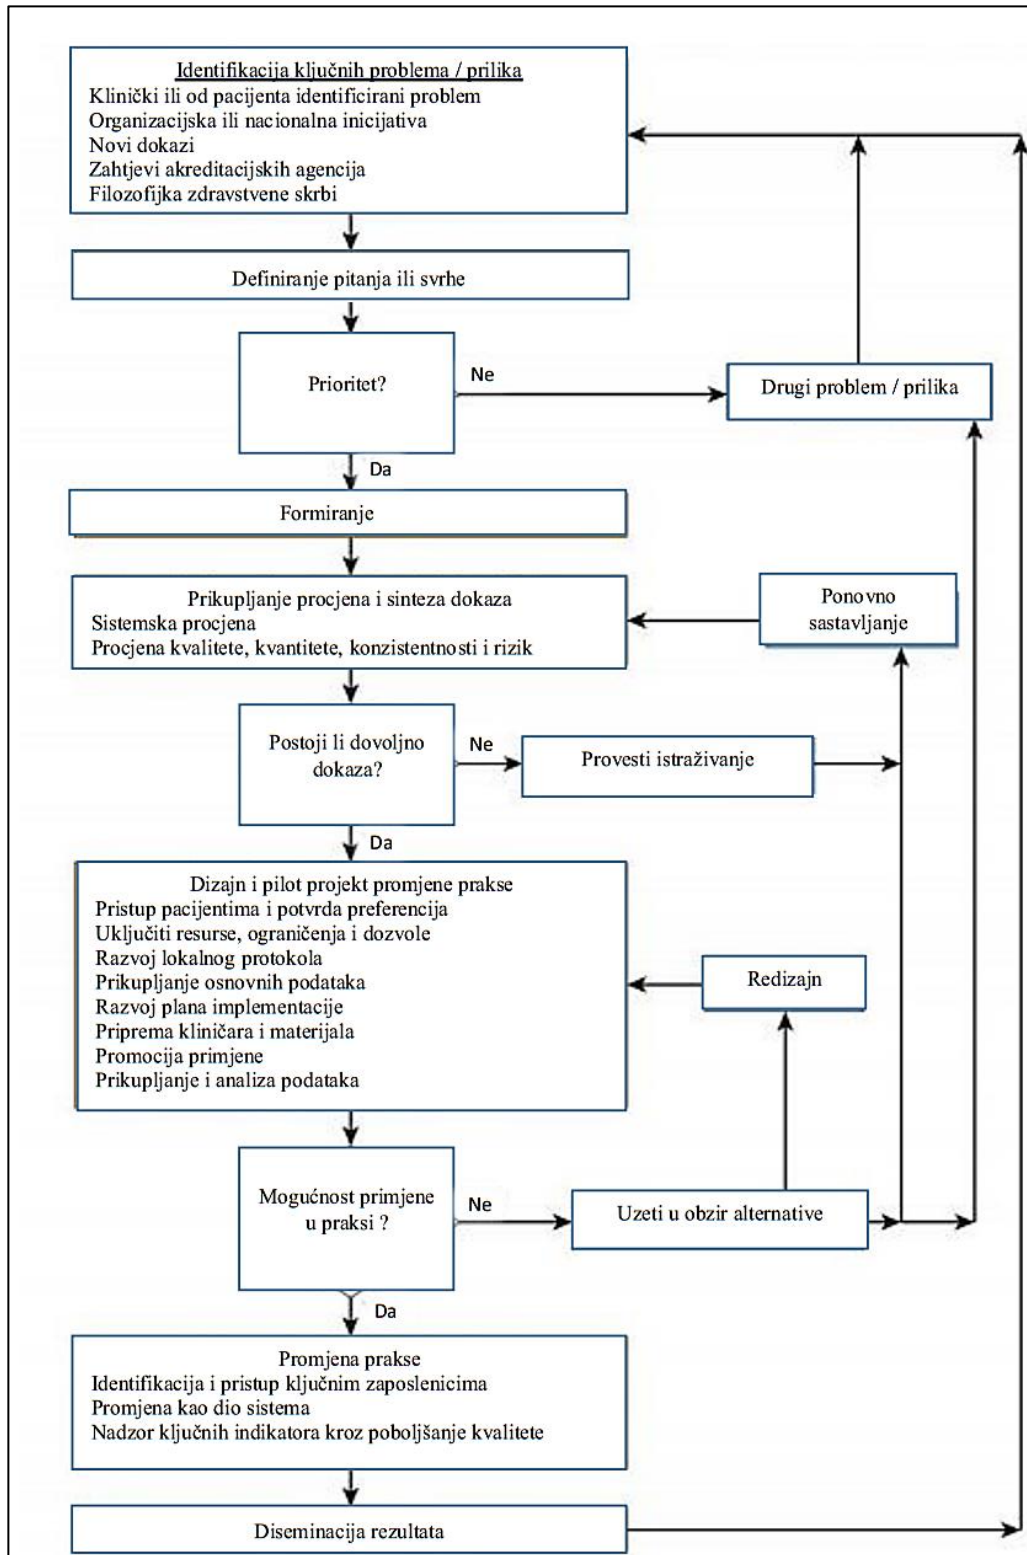 Identifikacija ključnih problema / prilika
Klinički ili od pacijenta identificirani problem
Organizacijska ili nacionalna inicijativa
Novi dokazi
Zahtjevi akreditacijskih agencija
Filozofijka zdravstvene skrbi
Definiranje pitanja ili svrhe
Prioritet?
Ne
Drugi problem / prilika
Da
Formiranje
Prikupljanje procjena i sinteza dokaza
Sistemska procjena
Procjena kvalitete, kvantitete, konzistentnosti i rizik
Ponovno
sastavljanje
Postoji li dovoljno
dokaza?
Ne
Provesti istraživanje
Da
Dizajn i pilot projekt promjene prakse
Pristup pacijentima i potvrda preferencija
Uključiti resurse, ograničenja i dozvole
Razvoj lokalnog protokola
Prikupljanje osnovnih podataka
Razvoj plana implementacije
Priprema kliničara i materijala
Promocija primjene
Prikupljanje i analiza podataka
Redizajn
Mogućnost primjene
u praksi ?
Ne
Uzeti u obzir alternative
Da
Promjena prakse
Identifikacija i pristup ključnim zaposlenicima
Promjena kao dio sistema
Nadzor ključnih indikatora kroz poboljšanje kvalitete
Diseminacija rezultata